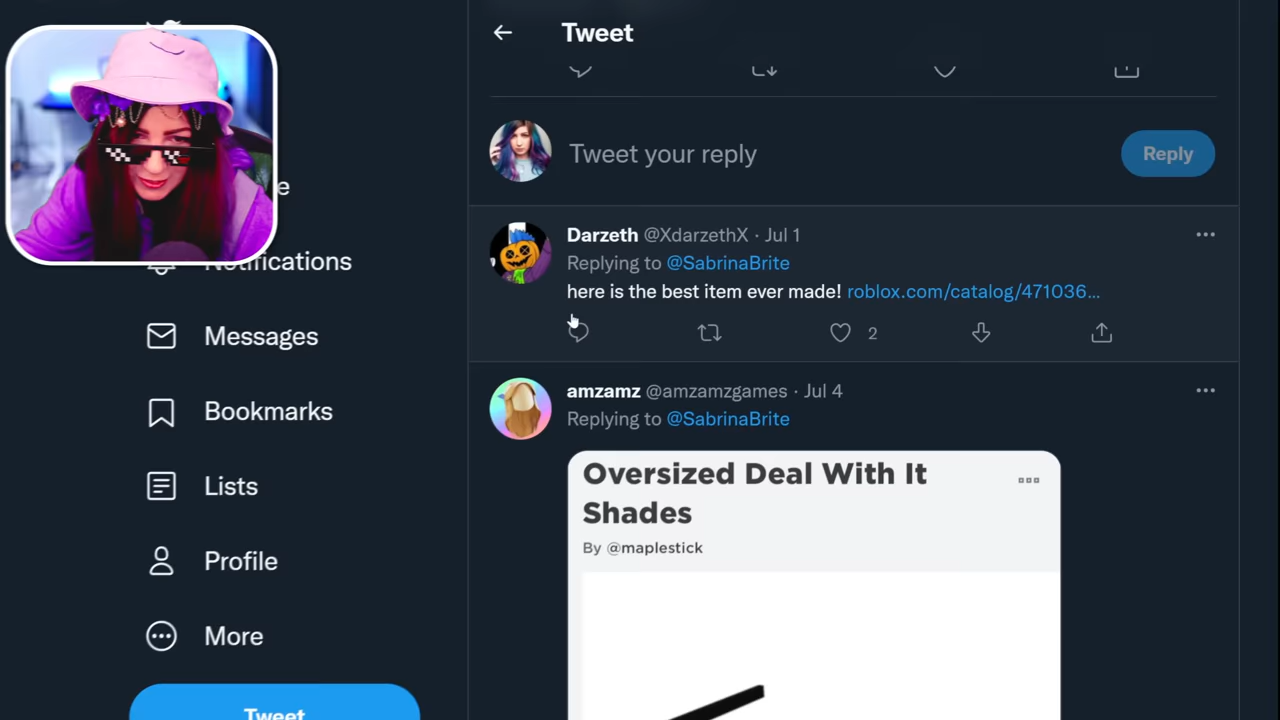 Tweet
Tweet your reply
Reply
e
Notifications
Messages
Bookmarks
Lists
Profile
More
Tweet
Darzeth @XdarzethX · Jul 1
Replying to @SabrinaBrite
here is the best item ever made! roblox.com/catalog/471036...
2
amzamz @amzamzgames · Jul 4
Replying to @SabrinaBrite
Oversized Deal With It
Shades
By @maplestick